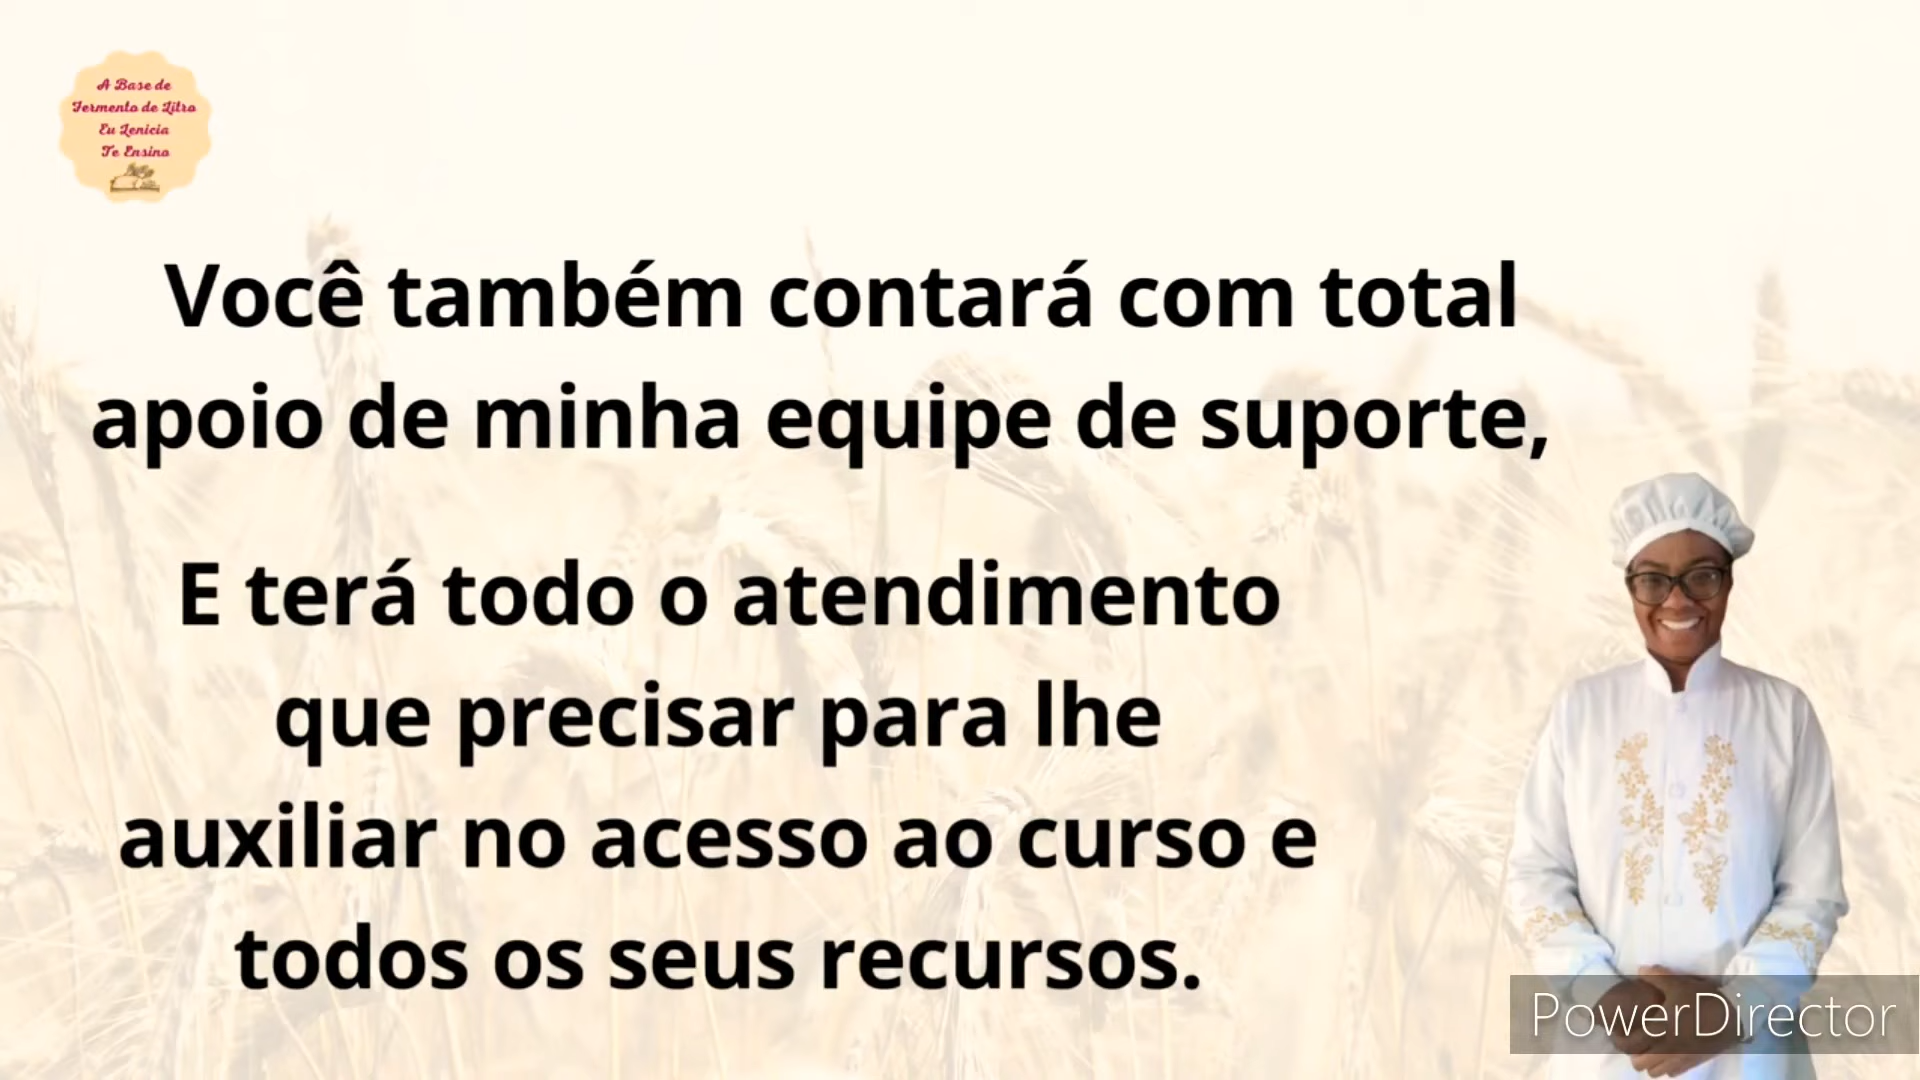 A Base de
Fermento de Litro
Eu Lenicia
Te Ensino
Você também contará com total
apoio de minha equipe de suporte,
E terá todo o atendimento
que precisar para lhe
auxiliar no acesso ao curso e
todos os seus recursos.
PowerDirector